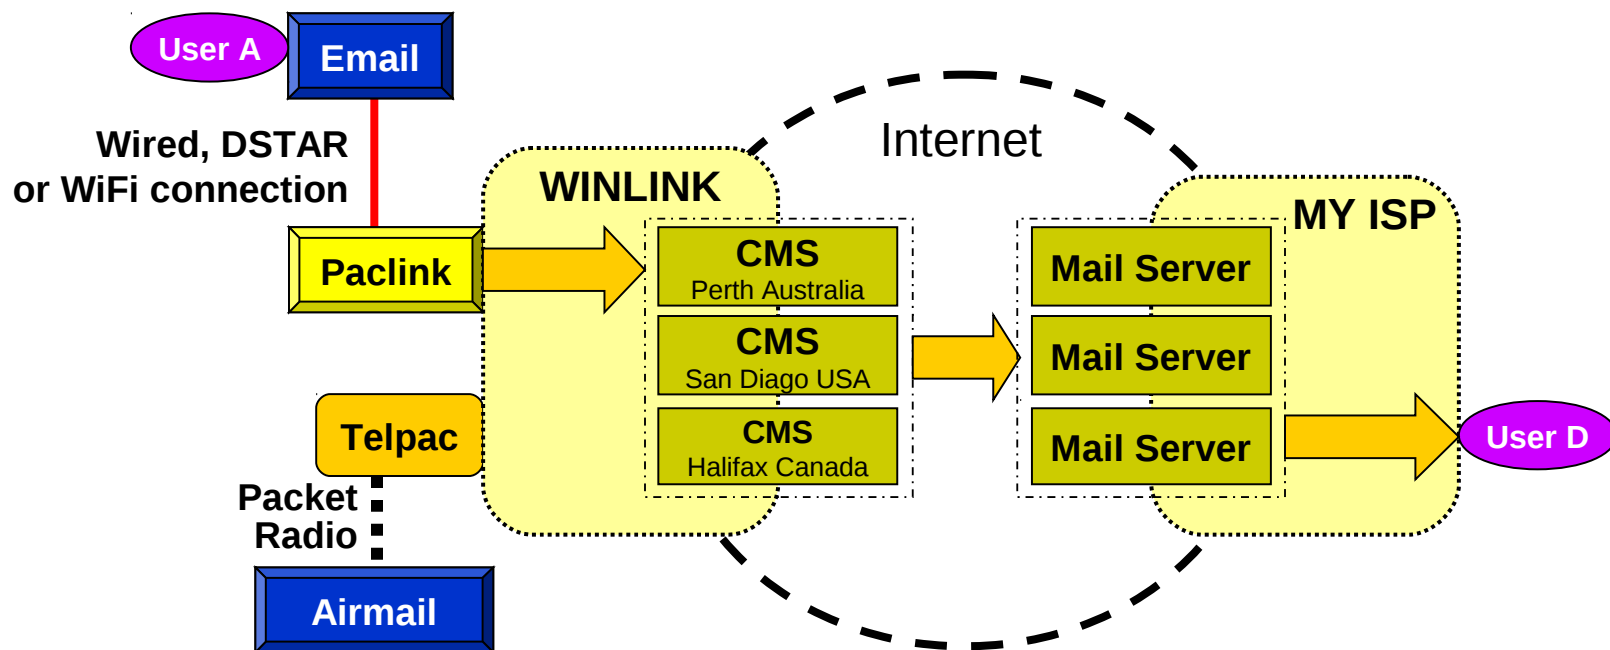 User A
Email
Wired, DSTAR
or WiFi connection
Internet
WINLINK
MY ISP
Paclink
CMS
Perth Australia
CMS
San Diago USA
CMS
Halifax Canada
Mail Server
Mail Server
Mail Server
Telpac
User D
Packet
Radio
Airmail